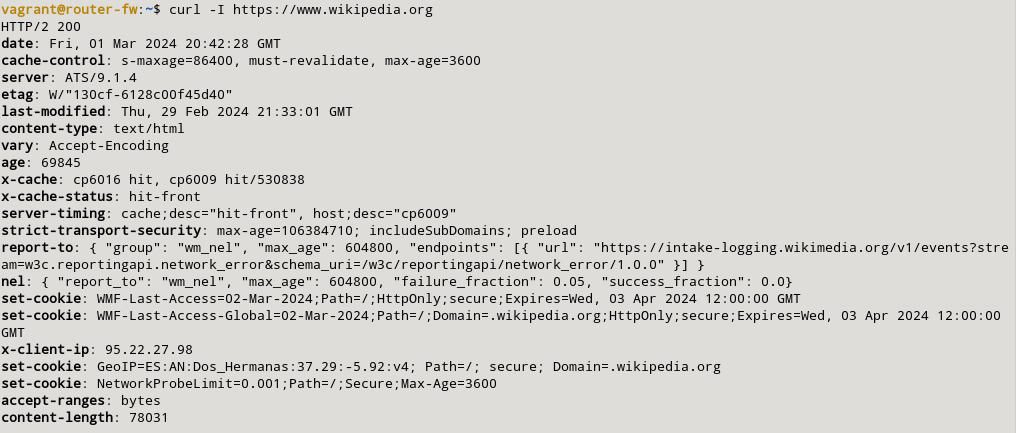 vagrant@router-fw:~$ curl -I https://www.wikipedia.org
HTTP/2 200
date: Fri, 01 Mar 2024 20:42:28 GMT
cache-control: s-maxage=86400, must-revalidate, max-age=3600
server: ATS/9.1.4
etag: W/"130cf-6128c00f45d40"
last-modified: Thu, 29 Feb 2024 21:33:01 GMT
content-type: text/html
vary: Accept-Encoding
age: 69845
x-cache: cp6016 hit, cp6009 hit/530838
x-cache-status: hit-front
server-timing: cache;desc="hit-front", host;desc="cp6009"
strict-transport-security: max-age=106384710; includeSubDomains; preload
report-to: { "group": "wm_nel", "max_age": 604800, "endpoints": [{ "url": "https://intake-logging.wikimedia.org/v1/events?stre
am=w3c.reportingapi.network_error&schema_uri=/w3c/reportingapi/network_error/1.0.0" }] }
nel: { "report_to": "wm_nel", "max_age": 604800, "failure_fraction": 0.05, "success_fraction": 0.0}
set-cookie: WMF-Last-Access=02-Mar-2024;Path=/;HttpOnly;secure;Expires=Wed, 03 Apr 2024 12:00:00 GMT
set-cookie: WMF-Last-Access-Global=02-Mar-2024;Path=/;Domain=.wikipedia.org;HttpOnly;secure;Expires=Wed, 03 Apr 2024 12:00:00
GMT
x-client-ip: 95.22.27.98
set-cookie: GeoIP=ES:AN:Dos_Hermanas:37.29:-5.92:v4; Path=/; secure; Domain=.wikipedia.org
set-cookie: NetworkProbeLimit=0.001;Path=/;Secure;Max-Age=3600
accept-ranges: bytes
content-length: 78031